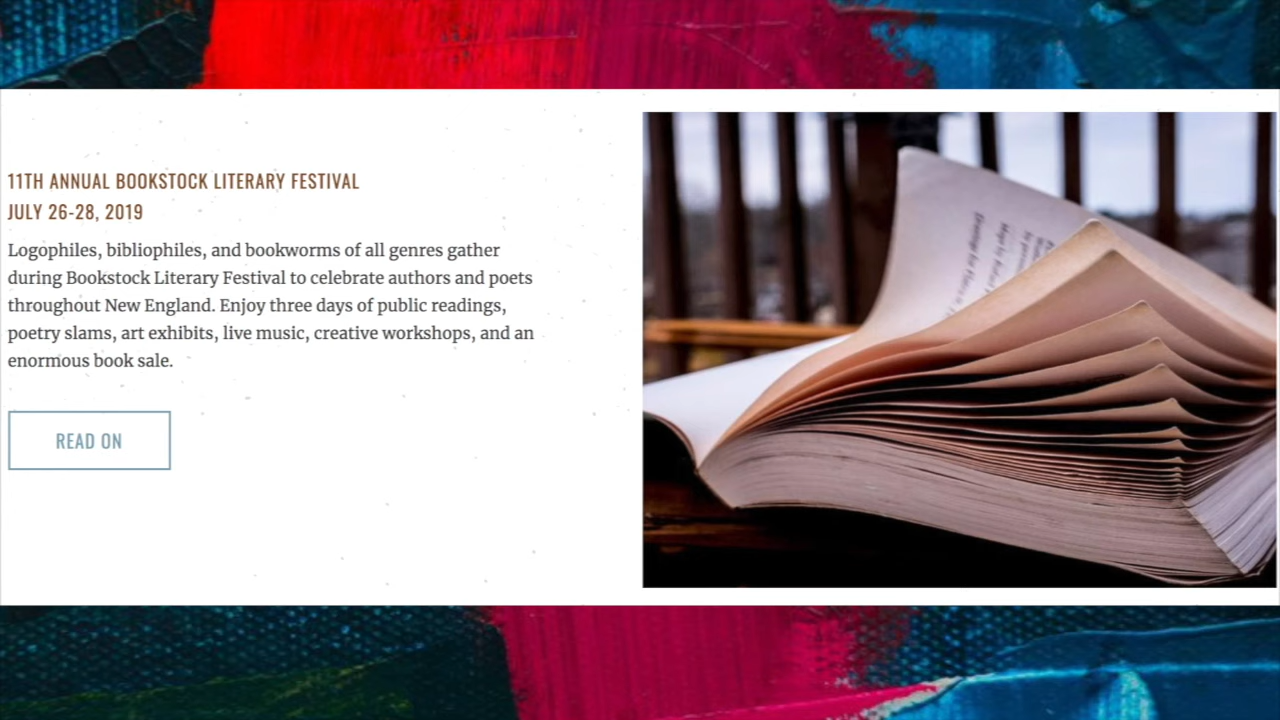 11TH ANNUAL BOOKSTOCK LITERARY FESTIVAL
JULY 26-28, 2019
Logophiles, bibliophiles, and bookworms of all genres gather
during Bookstock Literary Festival to celebrate authors and poets
throughout New England. Enjoy three days of public readings,
poetry slams, art exhibits, live music, creative workshops, and an
enormous book sale.
READ ON